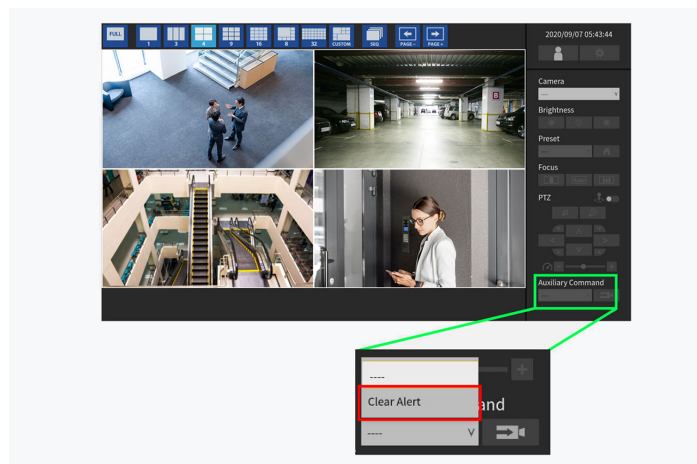 FULL
1
3
4
9
16
8
32
CUSTOM
SEQ
PAGE -
PAGE +
2020/09/07 05:43:44
Camera
----
v
Brightness
Preset
----
Focus
PTZ
Auxiliary Command
----
B
----
Clear Alert
and
----
v